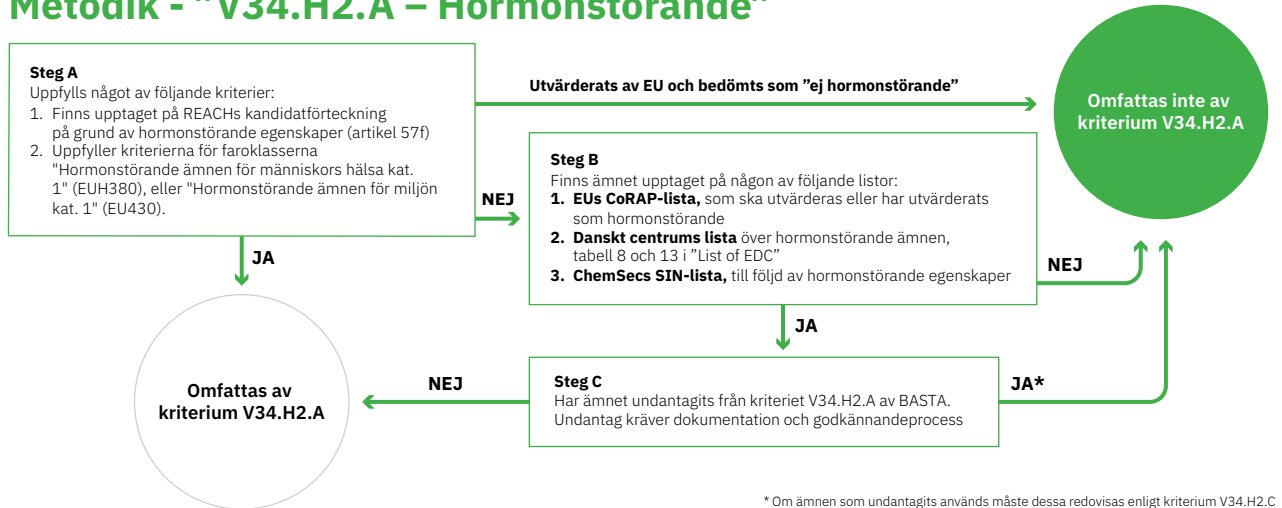 Metodik - "V34.H2.A – Hormonstörande"
Steg A
Uppfylls något av följande kriterier:
1. Finns upptaget på REACHs kandidatförteckning
på grund av hormonstörande egenskaper (artikel 57f)
2. Uppfyller kriterierna för faroklasserna
"Hormonstörande ämnen för människors hälsa kat.
1" (EUH380), eller "Hormonstörande ämnen för miljön
kat. 1" (EU430).
Utvärderats av EU och bedömts som ”ej hormonstörande”
Omfattas inte av
kriterium V34.H2.A
NEJ
Steg B
Finns ämnet upptaget på någon av följande listor:
1. EUs CoRAP-lista, som ska utvärderas eller har utvärderats
som hormonstörande
2. Danskt centrums lista över hormonstörande ämnen,
tabell 8 och 13 i ”List of EDC”
3. ChemSecs SIN-lista, till följd av hormonstörande egenskaper
NEJ
JA
JA
Omfattas av
kriterium V34.H2.A
NEJ
Steg C
Har ämnet undantagits från kriteriet V34.H2.A av BASTA.
Undantag kräver dokumentation och godkännandeprocess
JA*
* Om ämnen som undantagits används måste dessa redovisas enligt kriterium V34.H2.C